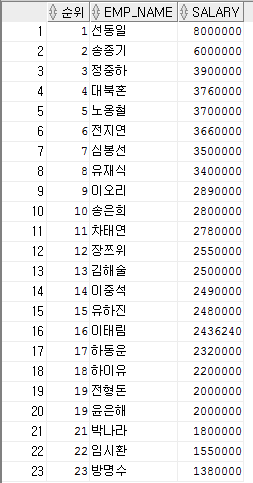 순위 EMP_NAME SALARY
1 1 선동일 8000000
2 2 송종기 6000000
3 3 정중하 3900000
4 4 대북혼 3760000
5 5 노옹철 3700000
6 6 전지연 3660000
7 7 심봉선 3500000
8 8 유재식 3400000
9 9 이오리 2890000
10 10 송은희 2800000
11 11 차태연 2780000
12 12 장쯔위 2550000
13 13 김해술 2500000
14 14 이중석 2490000
15 15 유하진 2480000
16 16 이태림 2436240
17 17 하동운 2320000
18 18 하이유 2200000
19 19 전형돈 2000000
20 19 윤은해 2000000
21 21 박나라 1800000
22 22 임시환 1550000
23 23 방명수 1380000